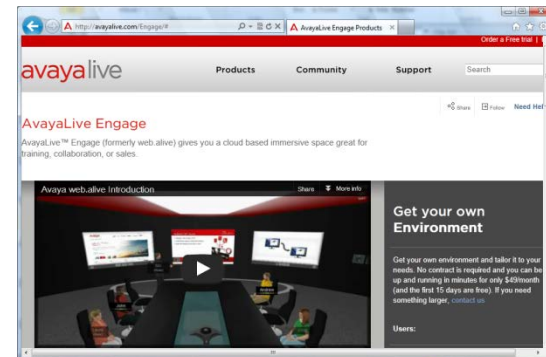 http://avayalive.com/Engage/#
AvayaLive Engage Products
Order a Free trial
avayalive
Products
Community
Support
Search
Share
Follow
Need Hel
AvayaLive Engage
AvayaLive™ Engage (formerly web.alive) gives you a cloud based immersive space great for
training, collaboration, or sales.
Avaya web.alive Introduction
Share
More info
Get your own
Environment
Get your own environment and tailor it to your
needs. No contract is required and you can be
up and running in minutes for only $49/month
(and the first 15 days are free). If you need
something larger, contact us
Users: